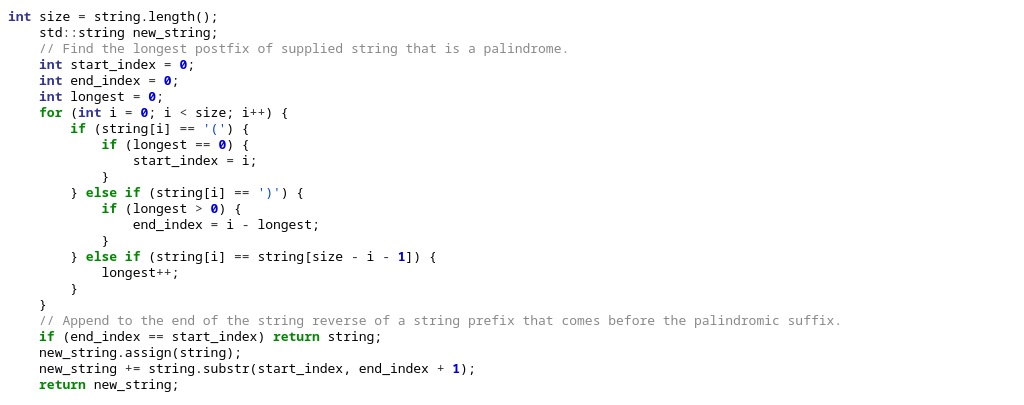 int size = string.length();
    std::string new_string;
    // Find the longest postfix of supplied string that is a palindrome.
    int start_index = 0;
    int end_index = 0;
    int longest = 0;
    for (int i = 0; i < size; i++) {
        if (string[i] == '(') {
            if (longest == 0) {
                start_index = i;
            }
        } else if (string[i] == ')') {
            if (longest > 0) {
                end_index = i - longest;
            }
        } else if (string[i] == string[size - i - 1]) {
            longest++;
        }
    }
    // Append to the end of the string reverse of a string prefix that comes before the palindromic suffix.
    if (end_index == start_index) return string;
    new_string.assign(string);
    new_string += string.substr(start_index, end_index + 1);
    return new_string;